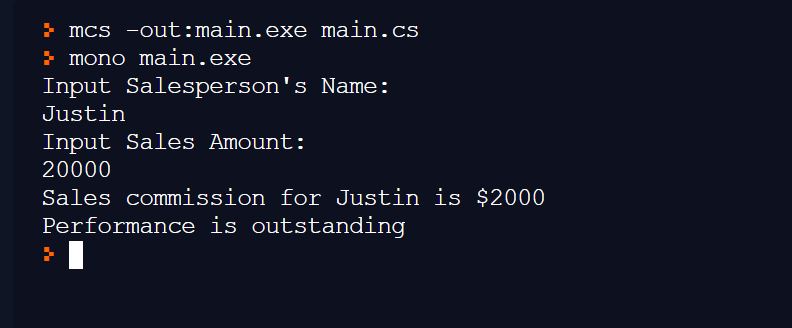 mcs -out:main.exe main.cs
mono main.exe
Input Salesperson's Name:
Justin
Input Sales Amount:
20000
Sales commission for Justin is $2000
Performance is outstanding